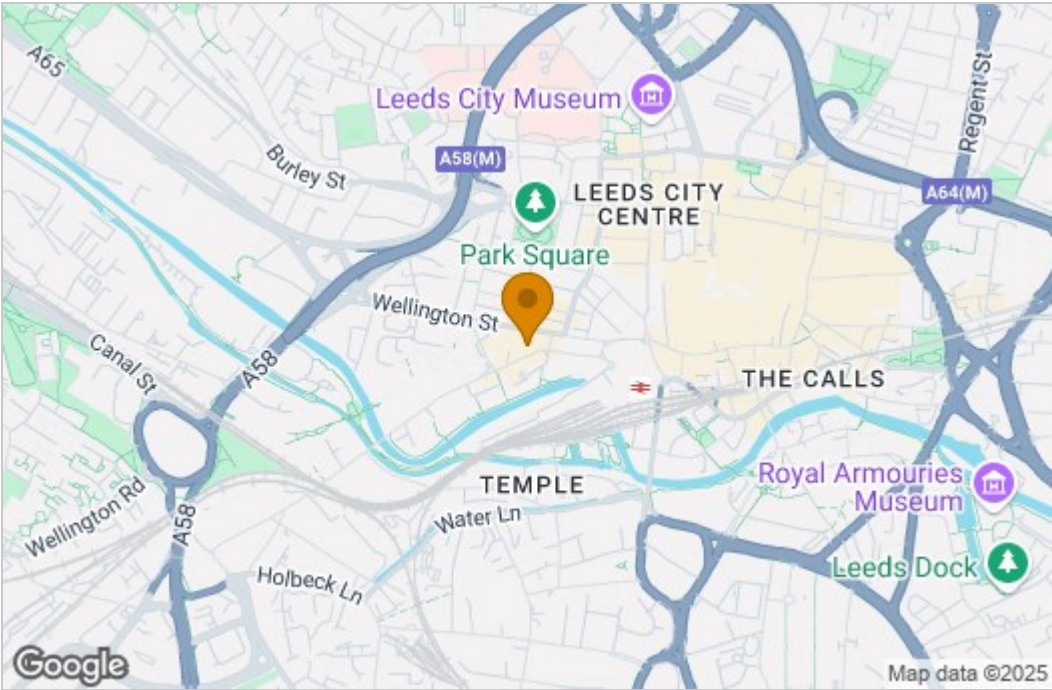 A65
Leeds City Museum
Regent St
A58(M)
Burley St
LEEDS CITY
CENTRE
A64(M)
Park Square
Wellington St
Canal St
A58
THE CALLS
TEMPLE
Royal Armouries
Museum
Wellington Rd
A58
Water Ln
Holbeck Ln
Leeds Dock
Google
Map data ©2025